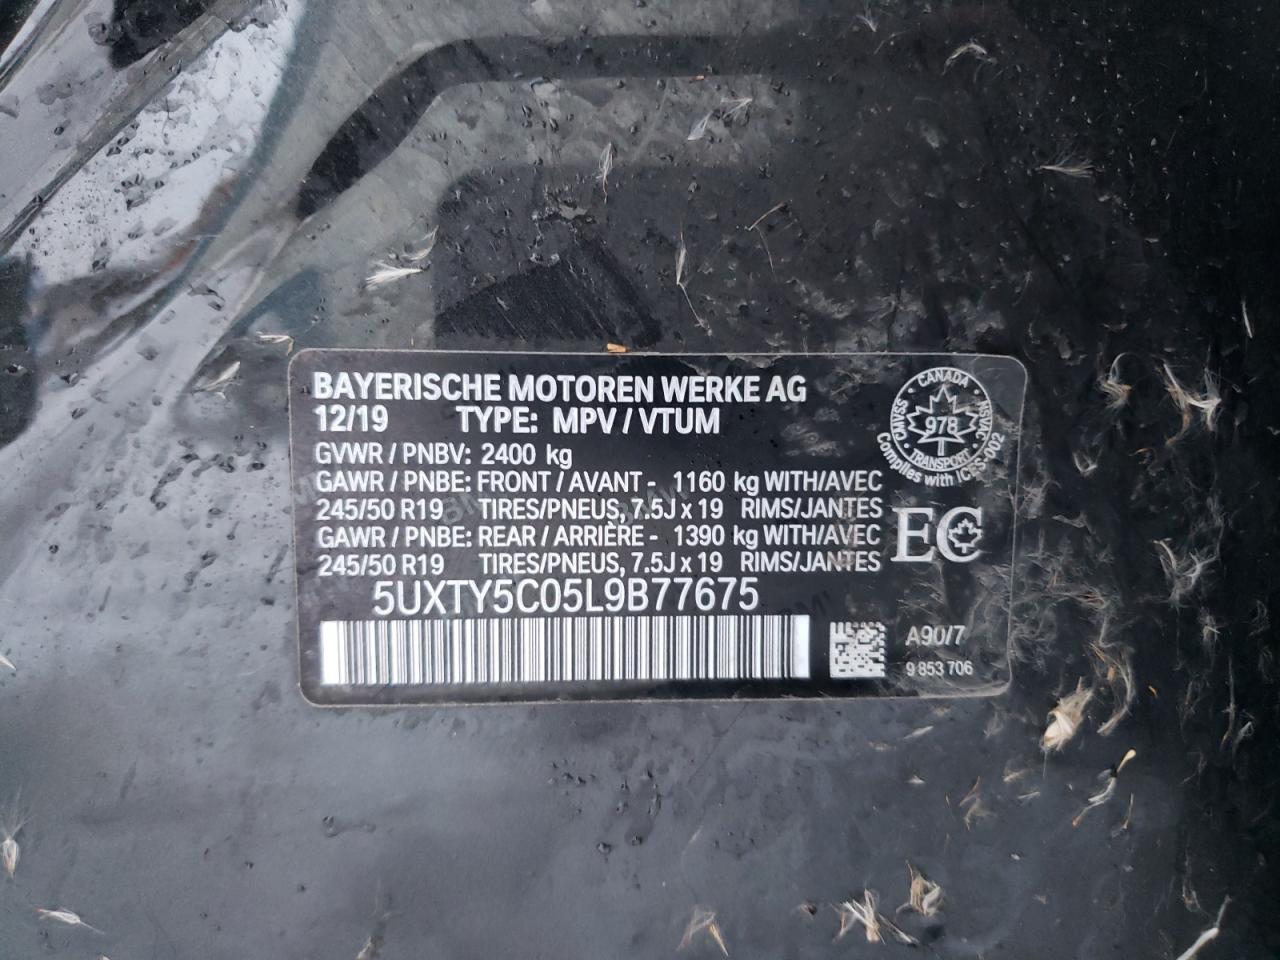 BAYERISCHE MOTOREN WERKE AG
12/19 TYPE: MPV / VTUM
GVWR / PNBV: 2400 kg
GAWR / PNBE: FRONT / AVANT - 1160 kg WITH/AVEC
245/50 R19 TIRES/PNEUS, 7.5J x 19 RIMS/JANTES
GAWR / PNBE: REAR / ARRIÈRE - 1390 kg WITH/AVEC
245/50 R19 TIRES/PNEUS, 7.5J x 19 RIMS/JANTES
5UXTY5C05L9B77675
CANADA
CMVSS NSVAC
978
TRANSPORT
Complies with ICES-002
EC
A90/7
9 853 706